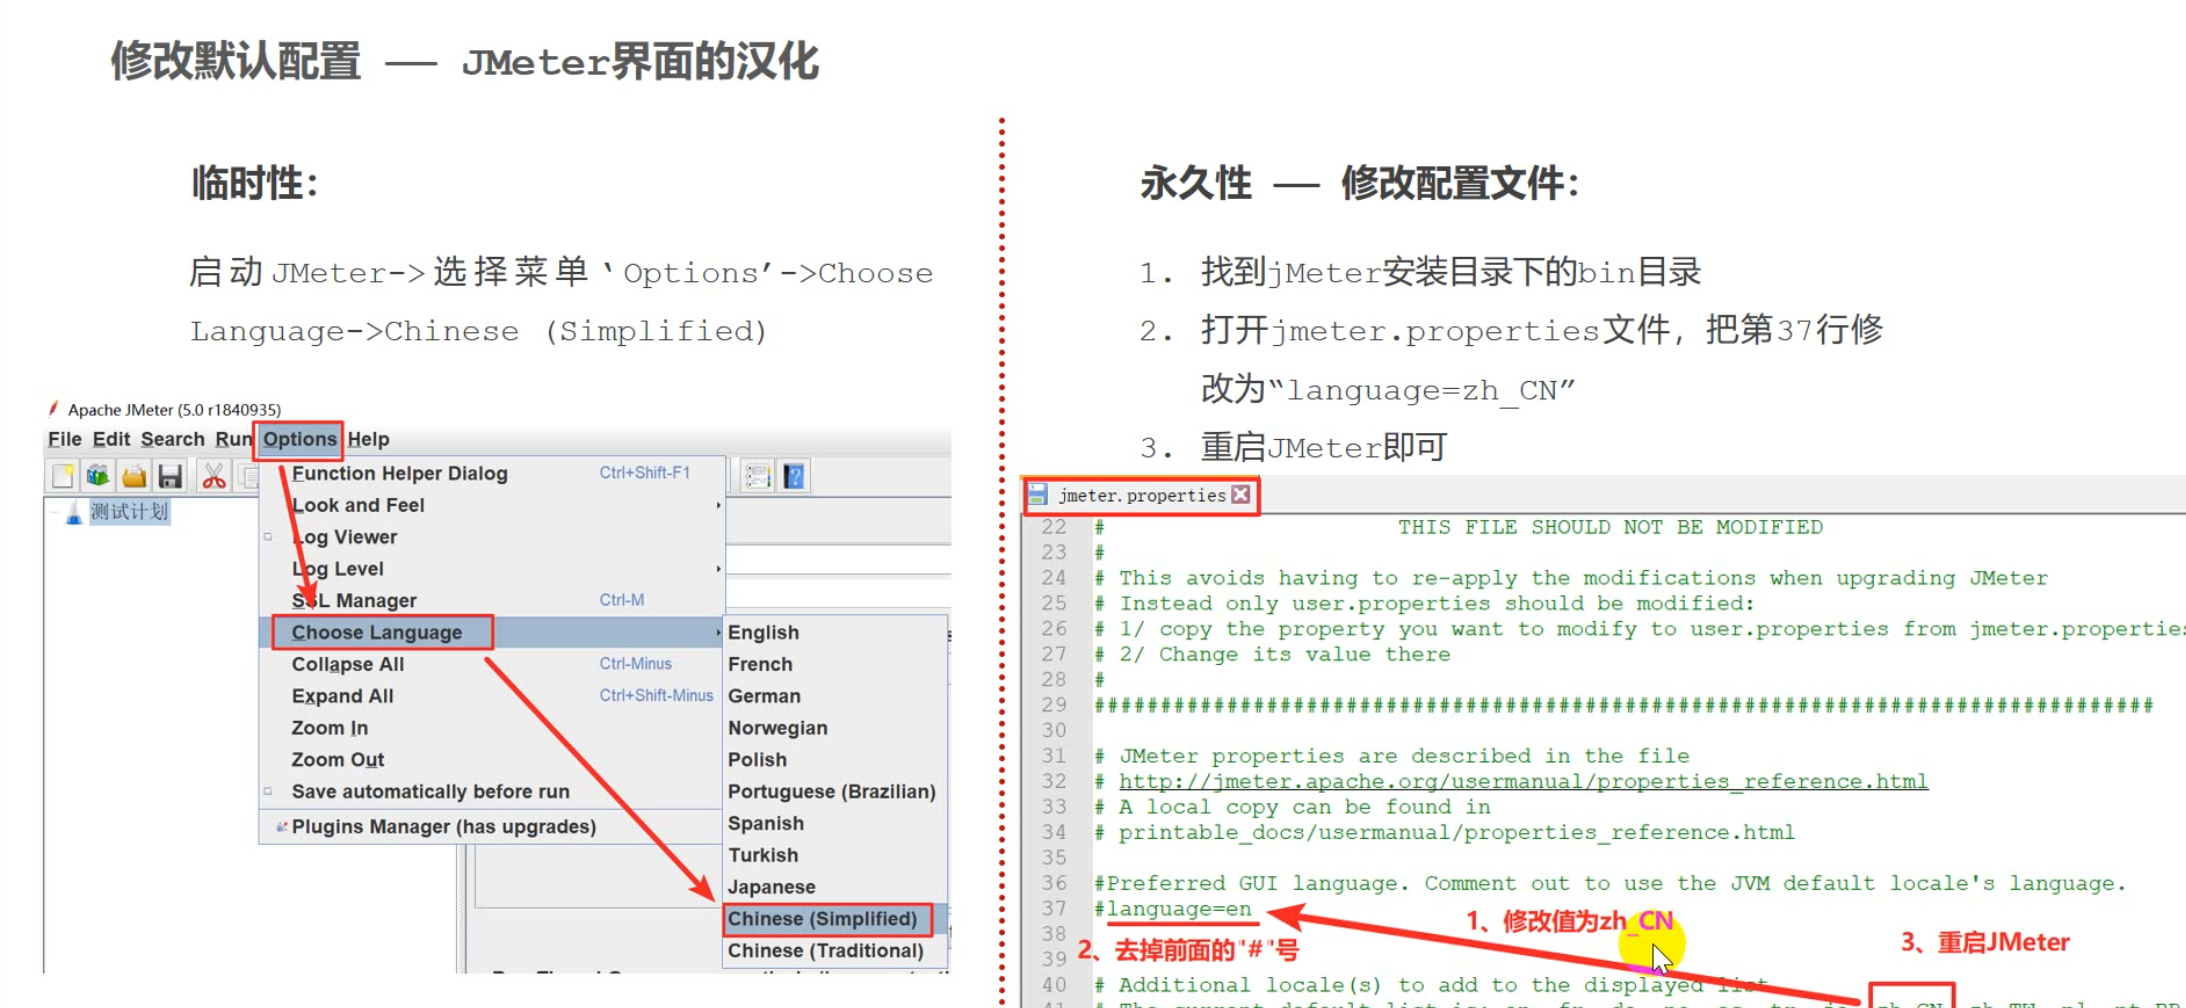 修改默认配置 — JMeter界面的汉化
临时性：
启动JMeter->选择菜单‘Options’->Choose
Language->Chinese (Simplified)
Apache JMeter (5.0 r1840935)
File Edit Search Run Options Help
Function Helper Dialog Ctrl+Shift-F1
测试计划
Look and Feel
Log Viewer
Log Level
SSL Manager Ctrl-M
Choose Language
Collapse All Ctrl-Minus
Expand All Ctrl+Shift-Minus
Zoom In
Zoom Out
Save automatically before run
Plugins Manager (has upgrades)
English
French
German
Norwegian
Polish
Portuguese (Brazilian)
Spanish
Turkish
Japanese
Chinese (Simplified)
Chinese (Traditional)
永久性 — 修改配置文件：
1. 找到jMeter安装目录下的bin目录
2. 打开jmeter.properties文件，把第37行修
改为“language=zh_CN”
3. 重启JMeter即可
jmeter.properties
22 # THIS FILE SHOULD NOT BE MODIFIED
23 #
24 # This avoids having to re-apply the modifications when upgrading JMeter
25 # Instead only user.properties should be modified:
26 # 1/ copy the property you want to modify to user.properties from jmeter.properties
27 # 2/ Change its value there
28 #
29 ################################################################################
30
31 # JMeter properties are described in the file
32 # http://jmeter.apache.org/usermanual/properties_reference.html
33 # A local copy can be found in
34 # printable_docs/usermanual/properties_reference.html
35
36 #Preferred GUI language. Comment out to use the JVM default locale's language.
37 #language=en
1、修改值为zh_CN
38
2、去掉前面的"#"号
3、重启JMeter
39
40 # Additional locale(s) to add to the displayed list